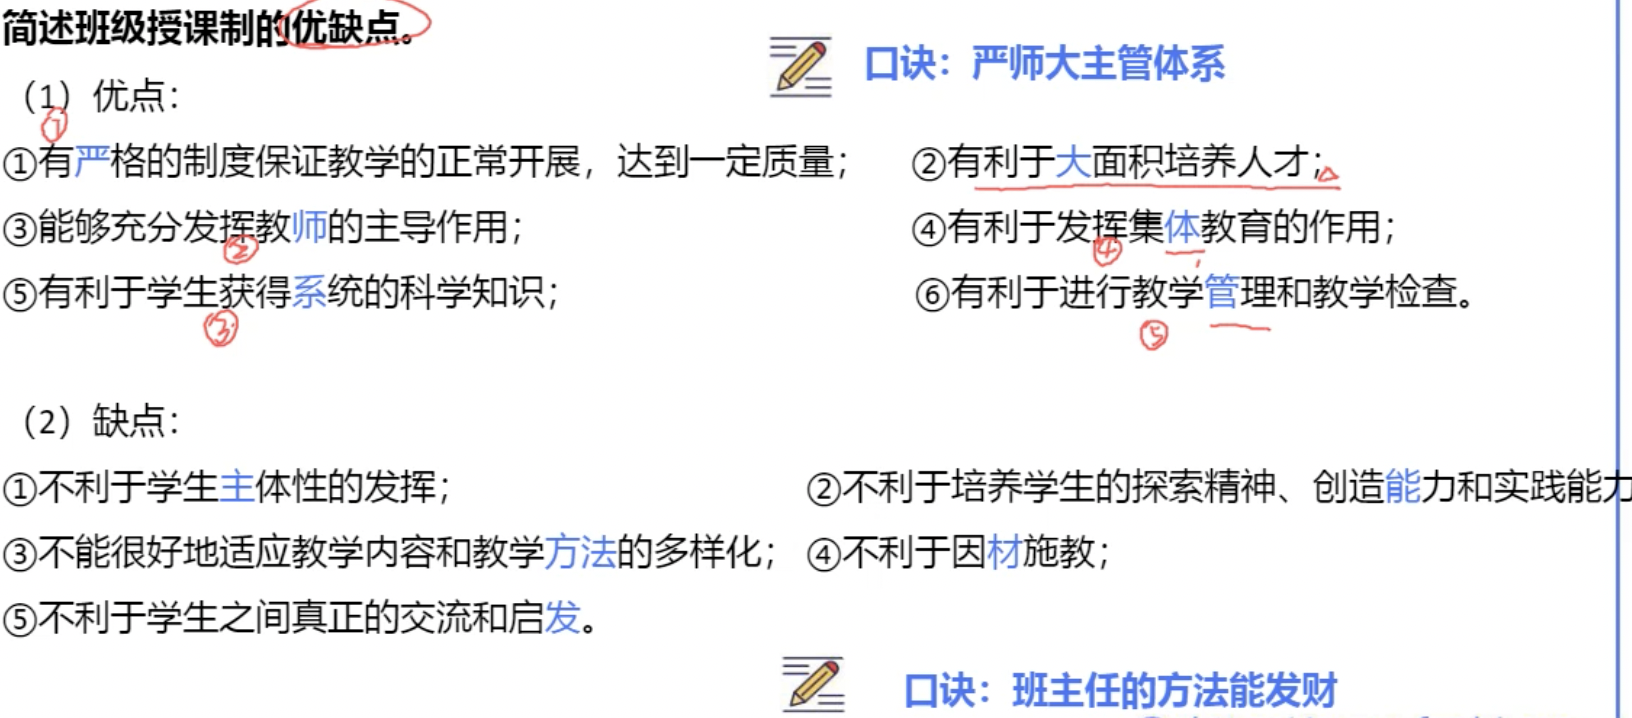 简述班级授课制的优缺点。
口诀：严师大主管体系
（1）优点：
①
①有严格的制度保证教学的正常开展，达到一定质量； ②有利于大面积培养人才；
③能够充分发挥教师的主导作用； ④有利于发挥集体教育的作用；
② ④
⑤有利于学生获得系统的科学知识； ⑥有利于进行教学管理和教学检查。
③ ⑤
（2）缺点：
①不利于学生主体性的发挥； ②不利于培养学生的探索精神、创造能力和实践能力
③不能很好地适应教学内容和教学方法的多样化； ④不利于因材施教；
⑤不利于学生之间真正的交流和启发。
口诀：班主任的方法能发财